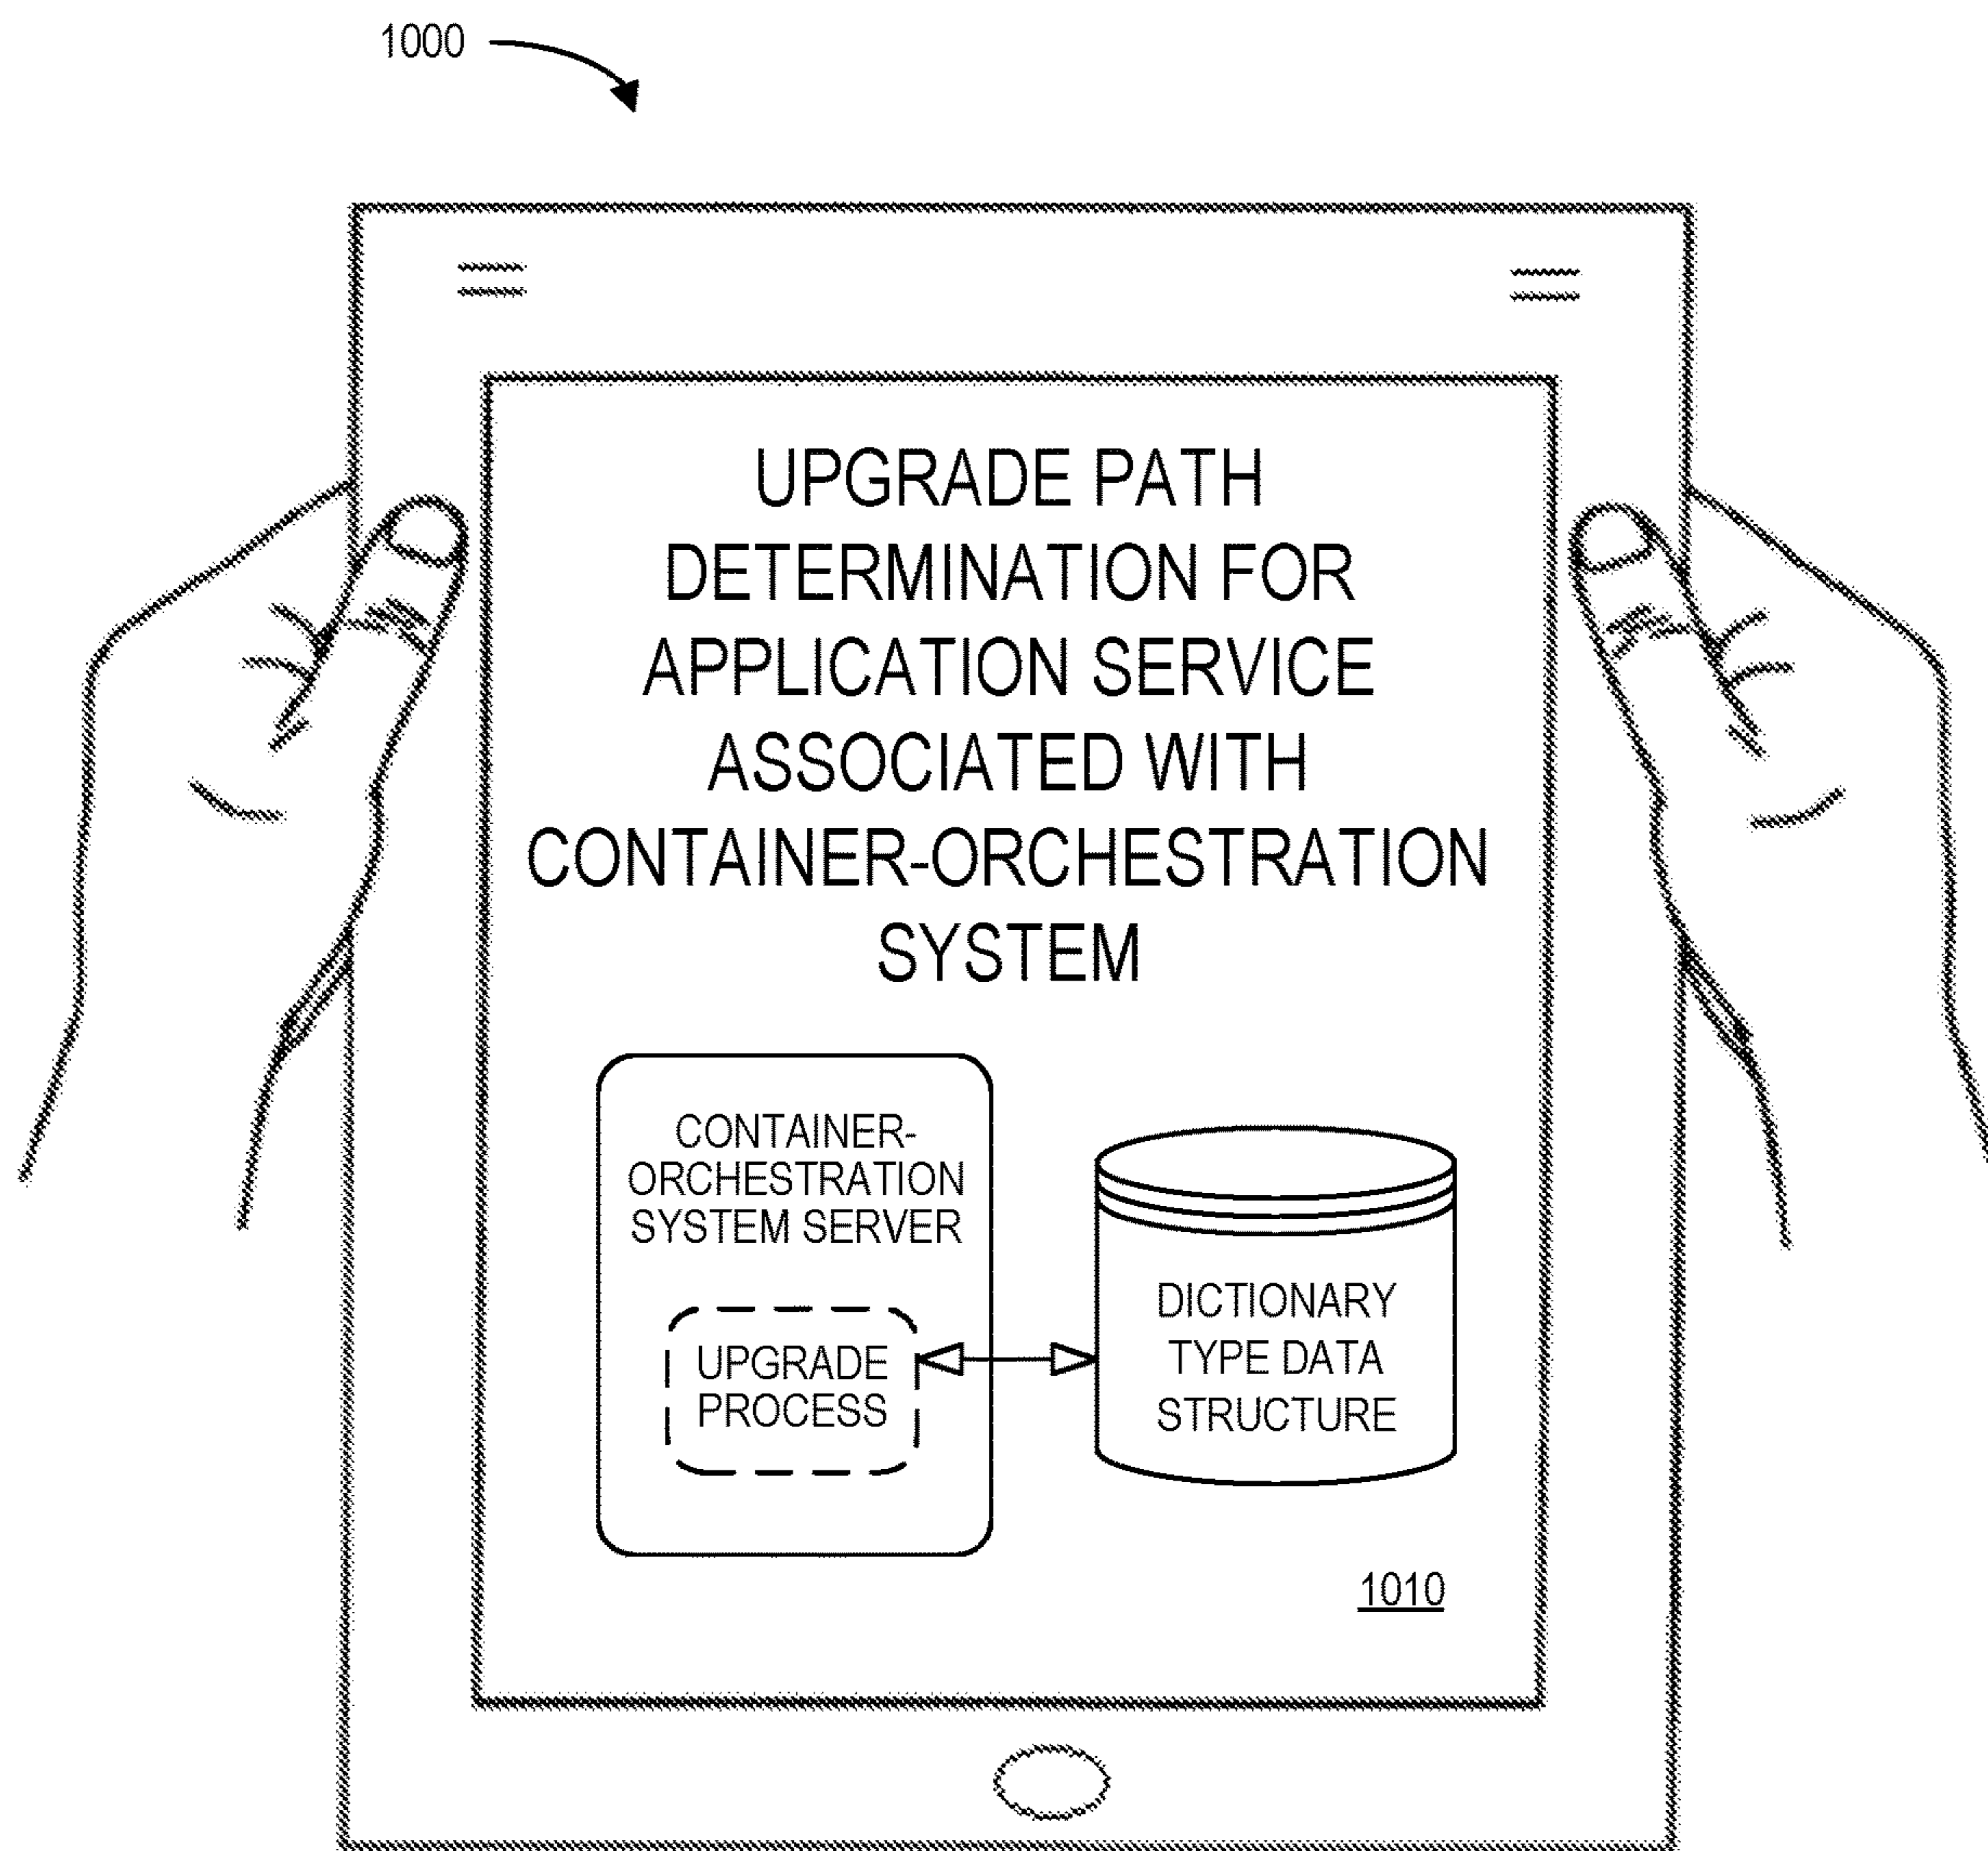 1000
UPGRADE PATH
DETERMINATION FOR
APPLICATION SERVICE
ASSOCIATED WITH
CONTAINER-ORCHESTRATION
SYSTEM
CONTAINER-
ORCHESTRATION
SYSTEM SERVER
UPGRADE
PROCESS
DICTIONARY
TYPE DATA
STRUCTURE
1010